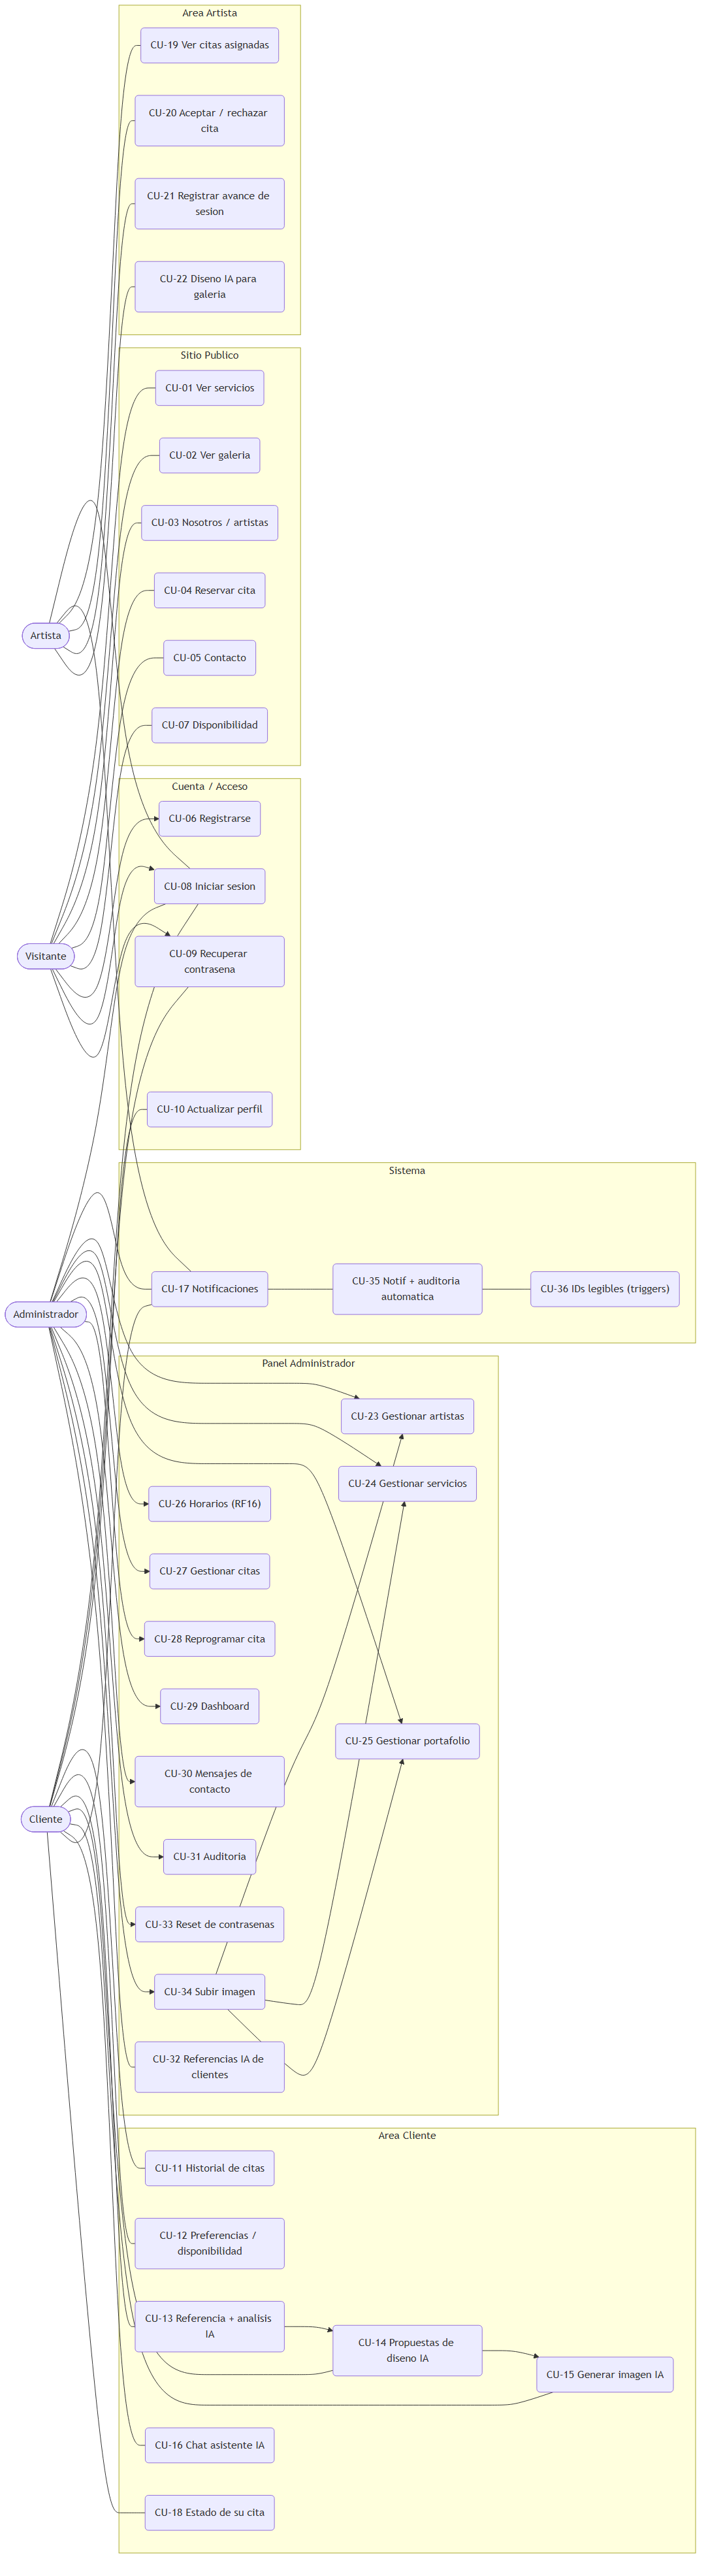 Area Artista
CU-19 Ver citas asignadas
CU-20 Aceptar / rechazar
cita
CU-21 Registrar avance de
sesion
CU-22 Diseno IA para
galeria
Sitio Publico
CU-01 Ver servicios
CU-02 Ver galeria
CU-03 Nosotros / artistas
CU-04 Reservar cita
Artista
CU-05 Contacto
CU-07 Disponibilidad
Cuenta / Acceso
CU-06 Registrarse
CU-08 Iniciar sesion
Visitante
CU-09 Recuperar
contrasena
CU-10 Actualizar perfil
Sistema
CU-17 Notificaciones
CU-35 Notif + auditoria
automatica
CU-36 IDs legibles (triggers)
Administrador
Panel Administrador
CU-23 Gestionar artistas
CU-24 Gestionar servicios
CU-26 Horarios (RF16)
CU-27 Gestionar citas
CU-28 Reprogramar cita
CU-29 Dashboard
CU-25 Gestionar portafolio
CU-30 Mensajes de
contacto
Cliente
CU-31 Auditoria
CU-33 Reset de contrasenas
CU-34 Subir imagen
CU-32 Referencias IA de
clientes
Area Cliente
CU-11 Historial de citas
CU-12 Preferencias /
disponibilidad
CU-13 Referencia + analisis
IA
CU-14 Propuestas de
diseno IA
CU-15 Generar imagen IA
CU-16 Chat asistente IA
CU-18 Estado de su cita